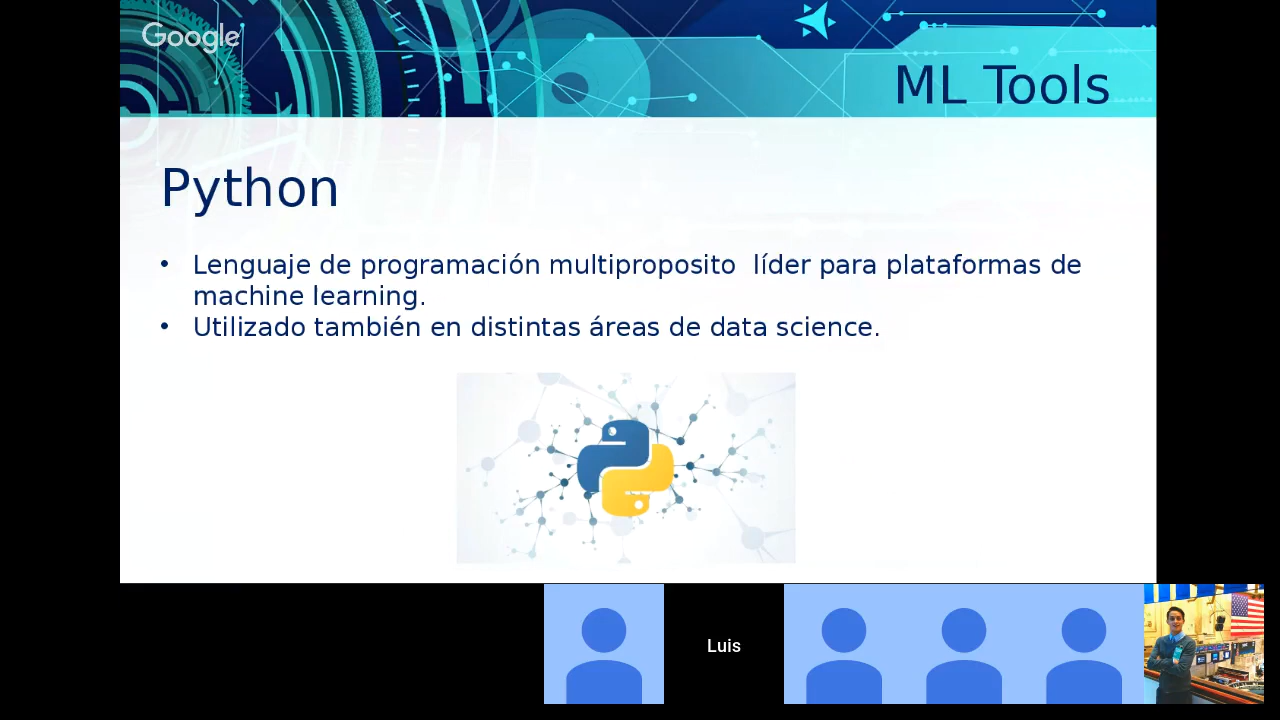 Google
ML Tools
Python
• Lenguaje de programación multiproposito  líder para plataformas de
machine learning.
• Utilizado también en distintas áreas de data science.
Luis